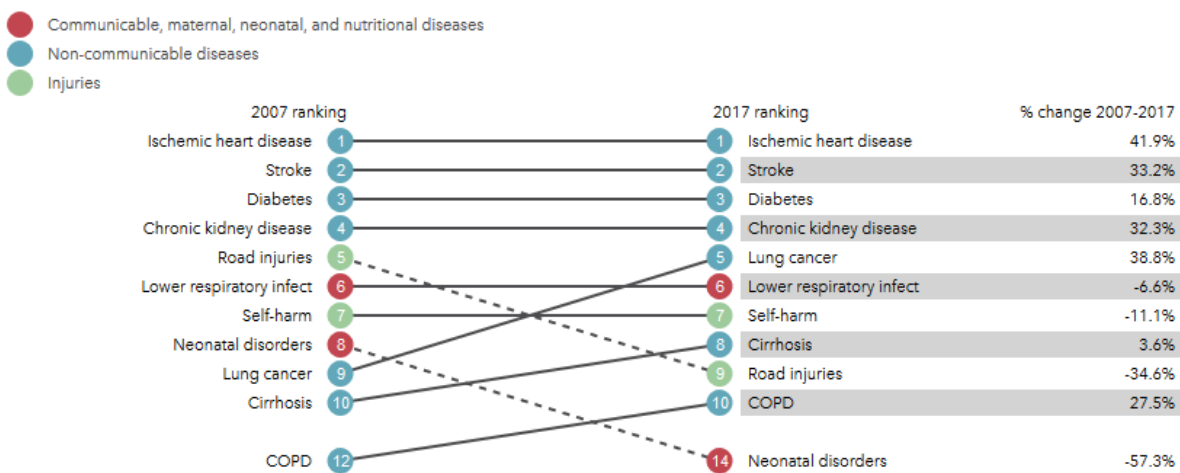 Communicable, maternal, neonatal, and nutritional diseases
Non-communicable diseases
Injuries
2007 ranking 2017 ranking % change 2007-2017
Ischemic heart disease 1 1 Ischemic heart disease 41.9%
Stroke 2 2 Stroke 33.2%
Diabetes 3 3 Diabetes 16.8%
Chronic kidney disease 4 4 Chronic kidney disease 32.3%
Road injuries 5 5 Lung cancer 38.8%
Lower respiratory infect 6 6 Lower respiratory infect -6.6%
Self-harm 7 7 Self-harm -11.1%
Neonatal disorders 8 8 Cirrhosis 3.6%
Lung cancer 9 9 Road injuries -34.6%
Cirrhosis 10 10 COPD 27.5%
COPD 12 14 Neonatal disorders -57.3%